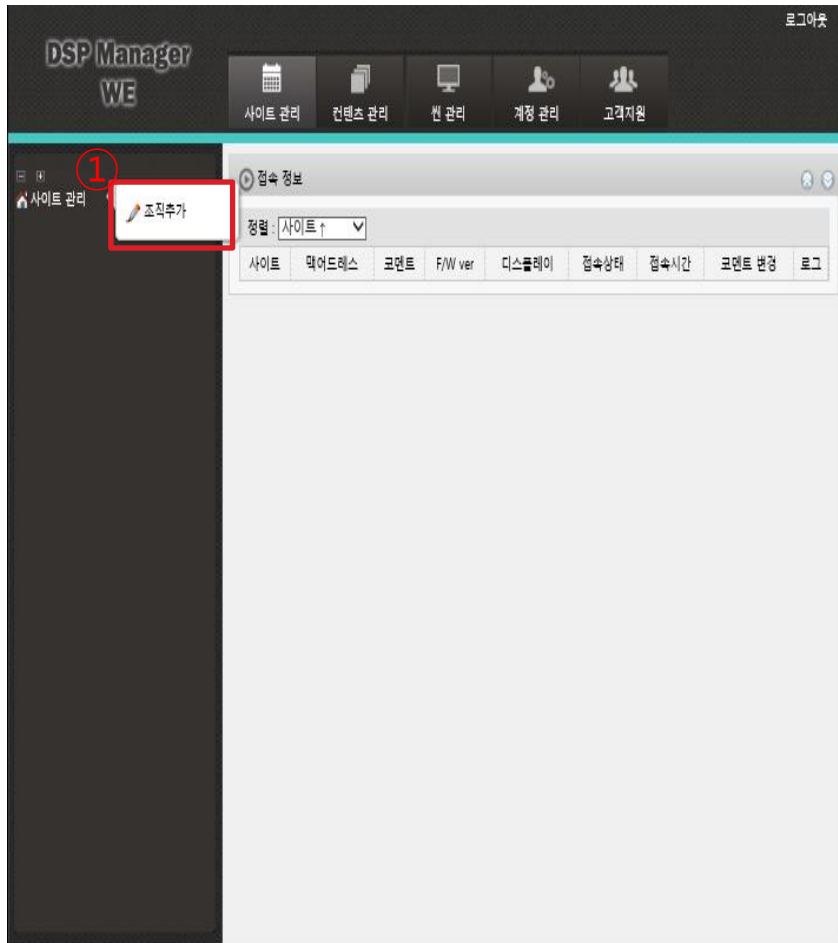 로그아웃
DSP Manager
WE
사이트 관리 컨텐츠 관리 씬 관리 계정 관리 고객지원
①
사이트 관리
조직추가
접속 정보
정렬 : 사이트↑
사이트 맥어드레스 코멘트 F/W ver 디스플레이 접속상태 접속시간 코멘트 변경 로그